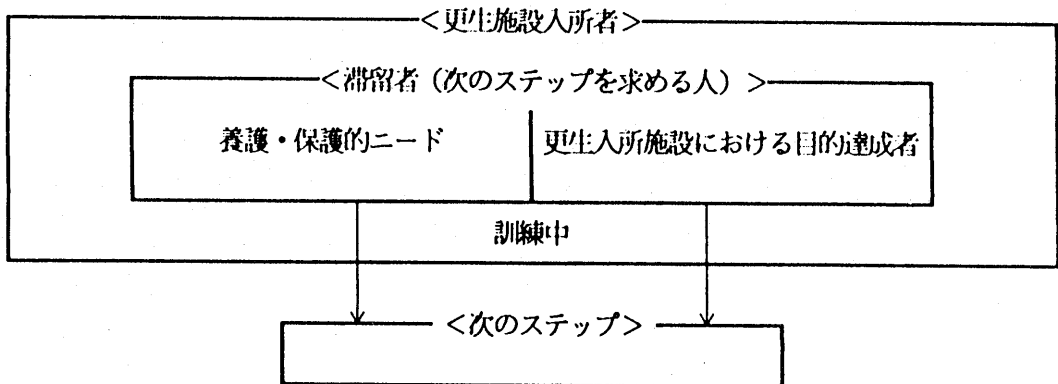 <更生施設入所者>
<滞留者(次のステップを求める人)>
養護・保護的ニード
更生入所施設における目的達成者
訓練中
<次のステップ>